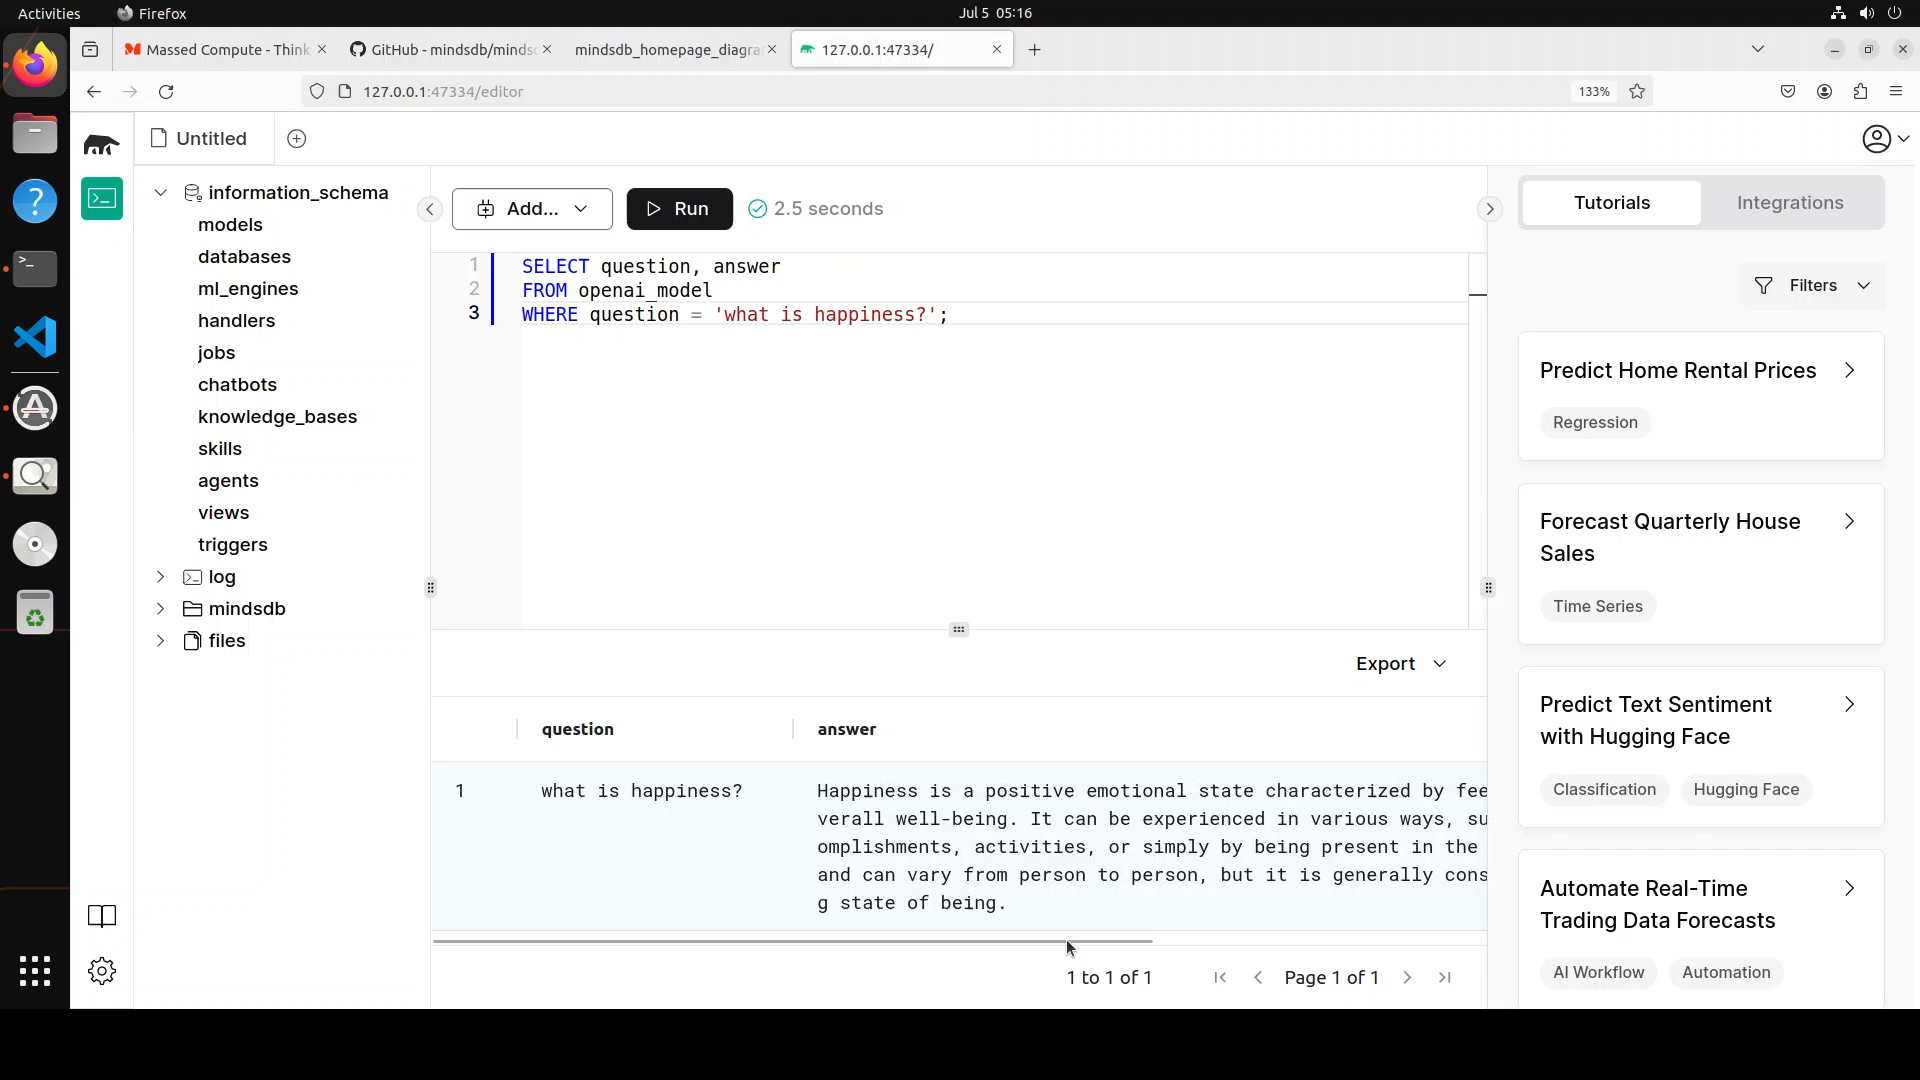 Activities
Firefox
Jul 5 05:16
Massed Compute - Think
GitHub - mindsdb/minds
mindsdb_homepage_diagra
127.0.0.1:47334/
127.0.0.1:47334/editor
133%
Untitled
information_schema
models
databases
ml_engines
handlers
jobs
chatbots
knowledge_bases
skills
agents
views
triggers
log
mindsdb
files
Add...
Run
2.5 seconds
1 SELECT question, answer
2 FROM openai_model
3 WHERE question = 'what is happiness?';
Export
question answer
1 what is happiness? Happiness is a positive emotional state characterized by fee
verall well-being. It can be experienced in various ways, su
omplishments, activities, or simply by being present in the
and can vary from person to person, but it is generally cons
g state of being.
1 to 1 of 1
Page 1 of 1
Tutorials
Integrations
Filters
Predict Home Rental Prices
Regression
Forecast Quarterly House
Sales
Time Series
Predict Text Sentiment
with Hugging Face
Classification
Hugging Face
Automate Real-Time
Trading Data Forecasts
AI Workflow
Automation